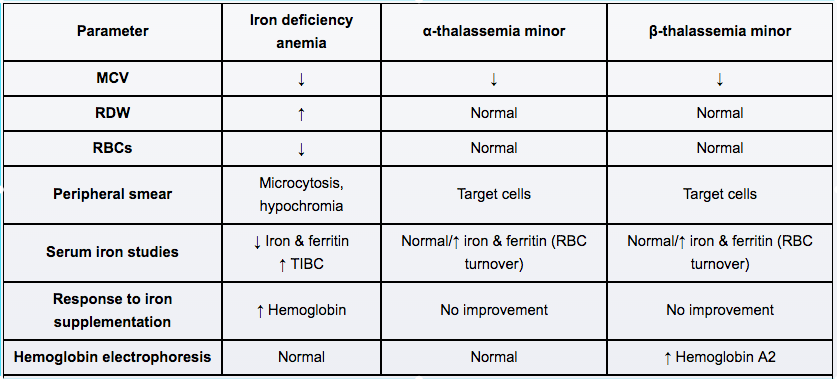 Parameter
Iron deficiency
anemia
α-thalassemia minor
β-thalassemia minor
MCV
↓
↓
↓
RDW
↑
Normal
Normal
RBCs
↓
Normal
Normal
Peripheral smear
Microcytosis,
hypochromia
Target cells
Target cells
Serum iron studies
↓ Iron & ferritin
↑ TIBC
Normal/↑ iron & ferritin (RBC
turnover)
Normal/↑ iron & ferritin (RBC
turnover)
Response to iron
supplementation
↑ Hemoglobin
No improvement
No improvement
Hemoglobin electrophoresis
Normal
Normal
↑ Hemoglobin A2